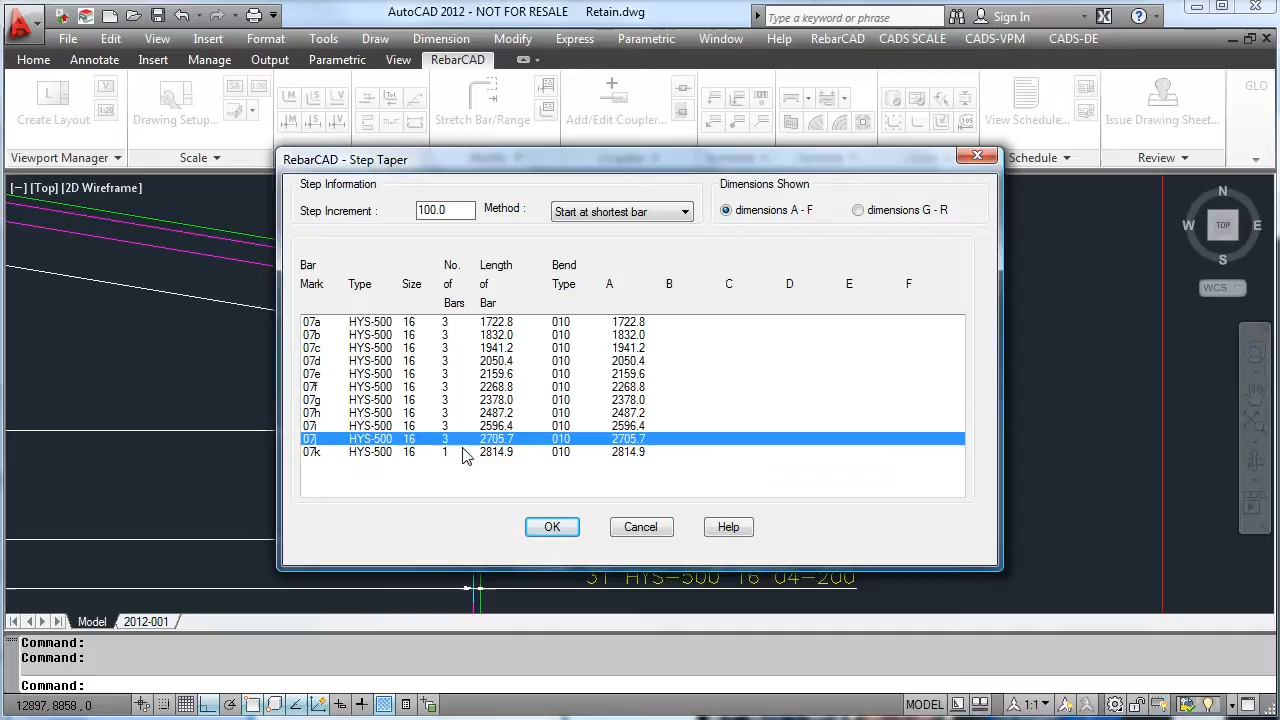 AutoCAD 2012 - NOT FOR RESALE Retain.dwg
Type a keyword or phrase
Sign In
File Edit View Insert Format Tools Draw Dimension Modify Express Parametric Window Help RebarCAD CADS SCALE CADS-VPM CADS-DE
Home Annotate Insert Manage Output Parametric View RebarCAD
Create Layout
Drawing Setup...
Stretch Bar/Range
Add/Edit Coupler...
View Schedule
Issue Drawing Sheet...
GLO
Viewport Manager
Scale
Schedule
Review
[−] [Top] [2D Wireframe]
RebarCAD - Step Taper
Step Information
Dimensions Shown
Step Increment : 100.0 Method : Start at shortest bar
dimensions A - F dimensions G - R
Bar No. Length Bend
Mark Type Size of of Type A B C D E F
Bars Bar
07a HYS-500 16 3 1722.8 010 1722.8
07b HYS-500 16 3 1832.0 010 1832.0
07c HYS-500 16 3 1941.2 010 1941.2
07d HYS-500 16 3 2050.4 010 2050.4
07e HYS-500 16 3 2159.6 010 2159.6
07f HYS-500 16 3 2268.8 010 2268.8
07g HYS-500 16 3 2378.0 010 2378.0
07h HYS-500 16 3 2487.2 010 2487.2
07i HYS-500 16 3 2596.4 010 2596.4
07j HYS-500 16 3 2705.7 010 2705.7
07k HYS-500 16 1 2814.9 010 2814.9
OK Cancel Help
N
W TOP E
S
WCS
31 HYS-500 16 04-200
Model 2012-001
Command:
Command:
Command:
12897, 8858 , 0
MODEL
1:1